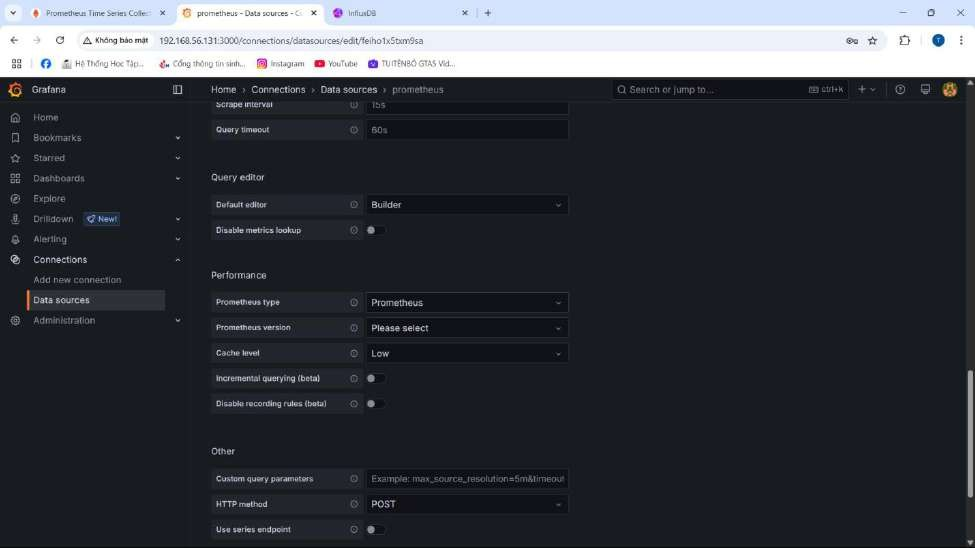 Prometheus Time Series Collect
prometheus - Data sources - Co
InfluxDB
Không bảo mật
192.168.56.131:3000/connections/datasources/edit/feiho1x5txm9sa
T
Hệ Thống Học Tập...
Cổng thông tin sinh...
Instagram
YouTube
TUITÊNBÔ GTAS Vid...
Grafana
Home
Connections
Data sources
prometheus
Search or jump to...
ctrl+k
Home
Bookmarks
Starred
Dashboards
Explore
Drilldown
New!
Alerting
Connections
Add new connection
Data sources
Administration
Scrape interval
15s
Query timeout
60s
Query editor
Default editor
Builder
Disable metrics lookup
Performance
Prometheus type
Prometheus
Prometheus version
Please select
Cache level
Low
Incremental querying (beta)
Disable recording rules (beta)
Other
Custom query parameters
Example: max_source_resolution=5m&timeout
HTTP method
POST
Use series endpoint